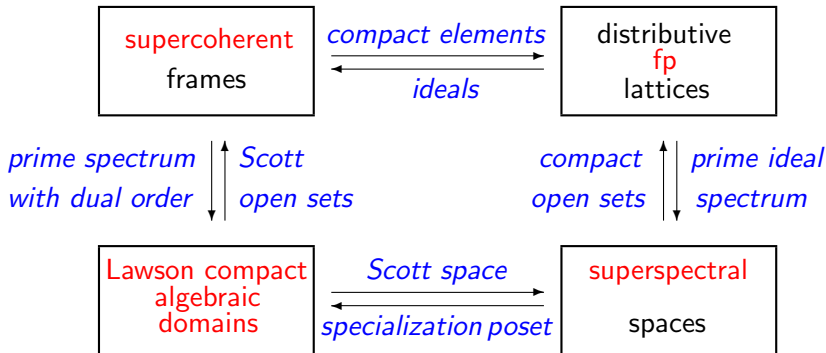 supercoherent
frames
compact elements
ideals
distributive
fp
lattices
prime spectrum
with dual order
Scott
open sets
compact
open sets
prime ideal
spectrum
Lawson compact
algebraic
domains
Scott space
specialization poset
superspectral
spaces